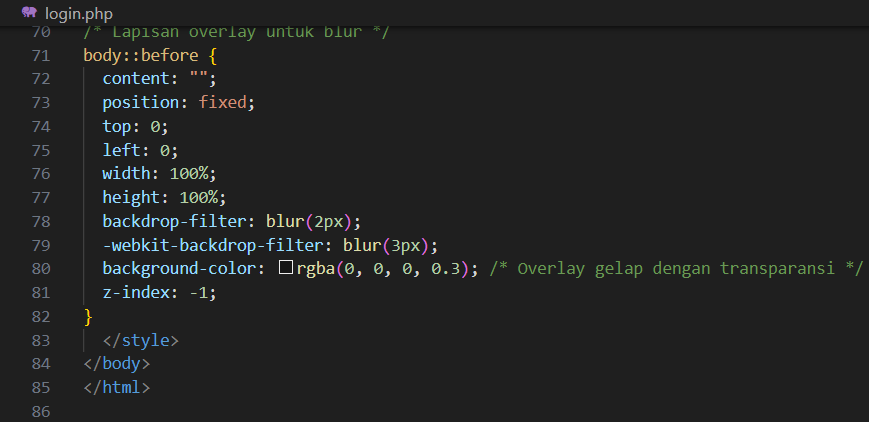 login.php
70 /* Lapisan overlay untuk blur */
71 body::before {
72 content: "";
73 position: fixed;
74 top: 0;
75 left: 0;
76 width: 100%;
77 height: 100%;
78 backdrop-filter: blur(2px);
79 -webkit-backdrop-filter: blur(3px);
80 background-color: rgba(0, 0, 0, 0.3); /* Overlay gelap dengan transparansi */
81 z-index: -1;
82 }
83 </style>
84 </body>
85 </html>
86